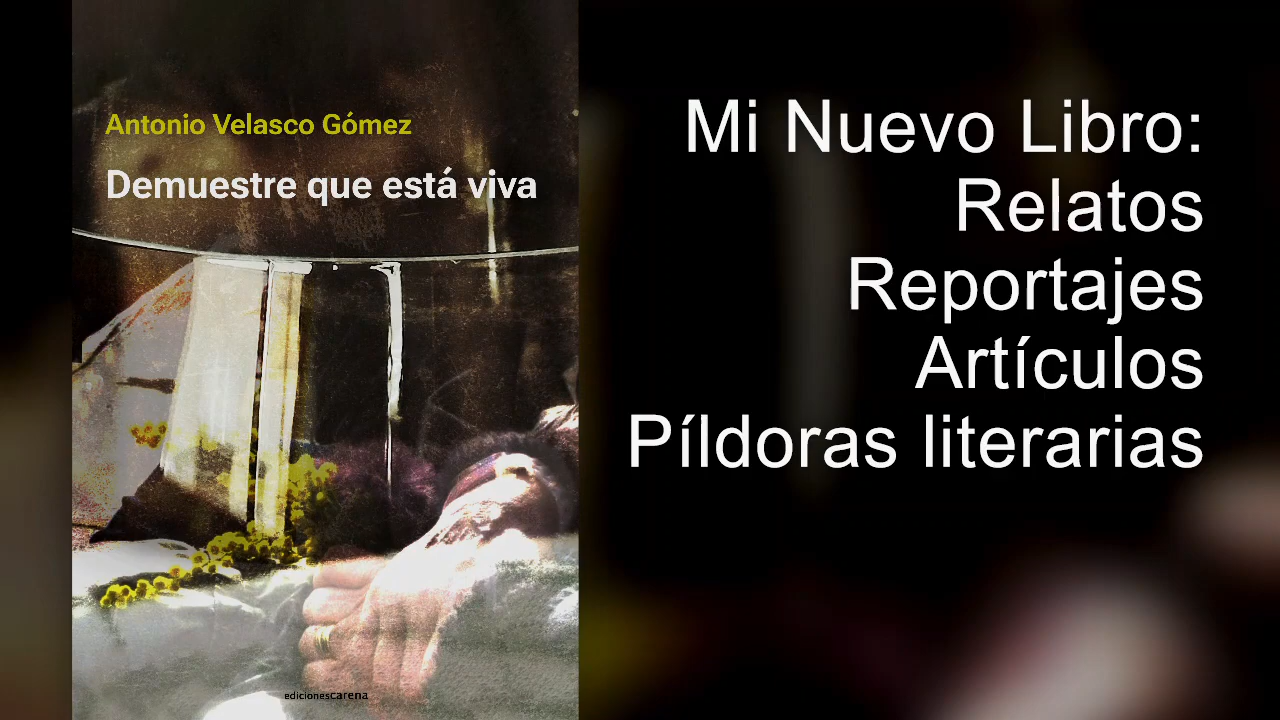 Antonio Velasco Gómez
Demuestre que está viva
edicionescarena
Mi Nuevo Libro:
Relatos
Reportajes
Artículos
Píldoras literarias